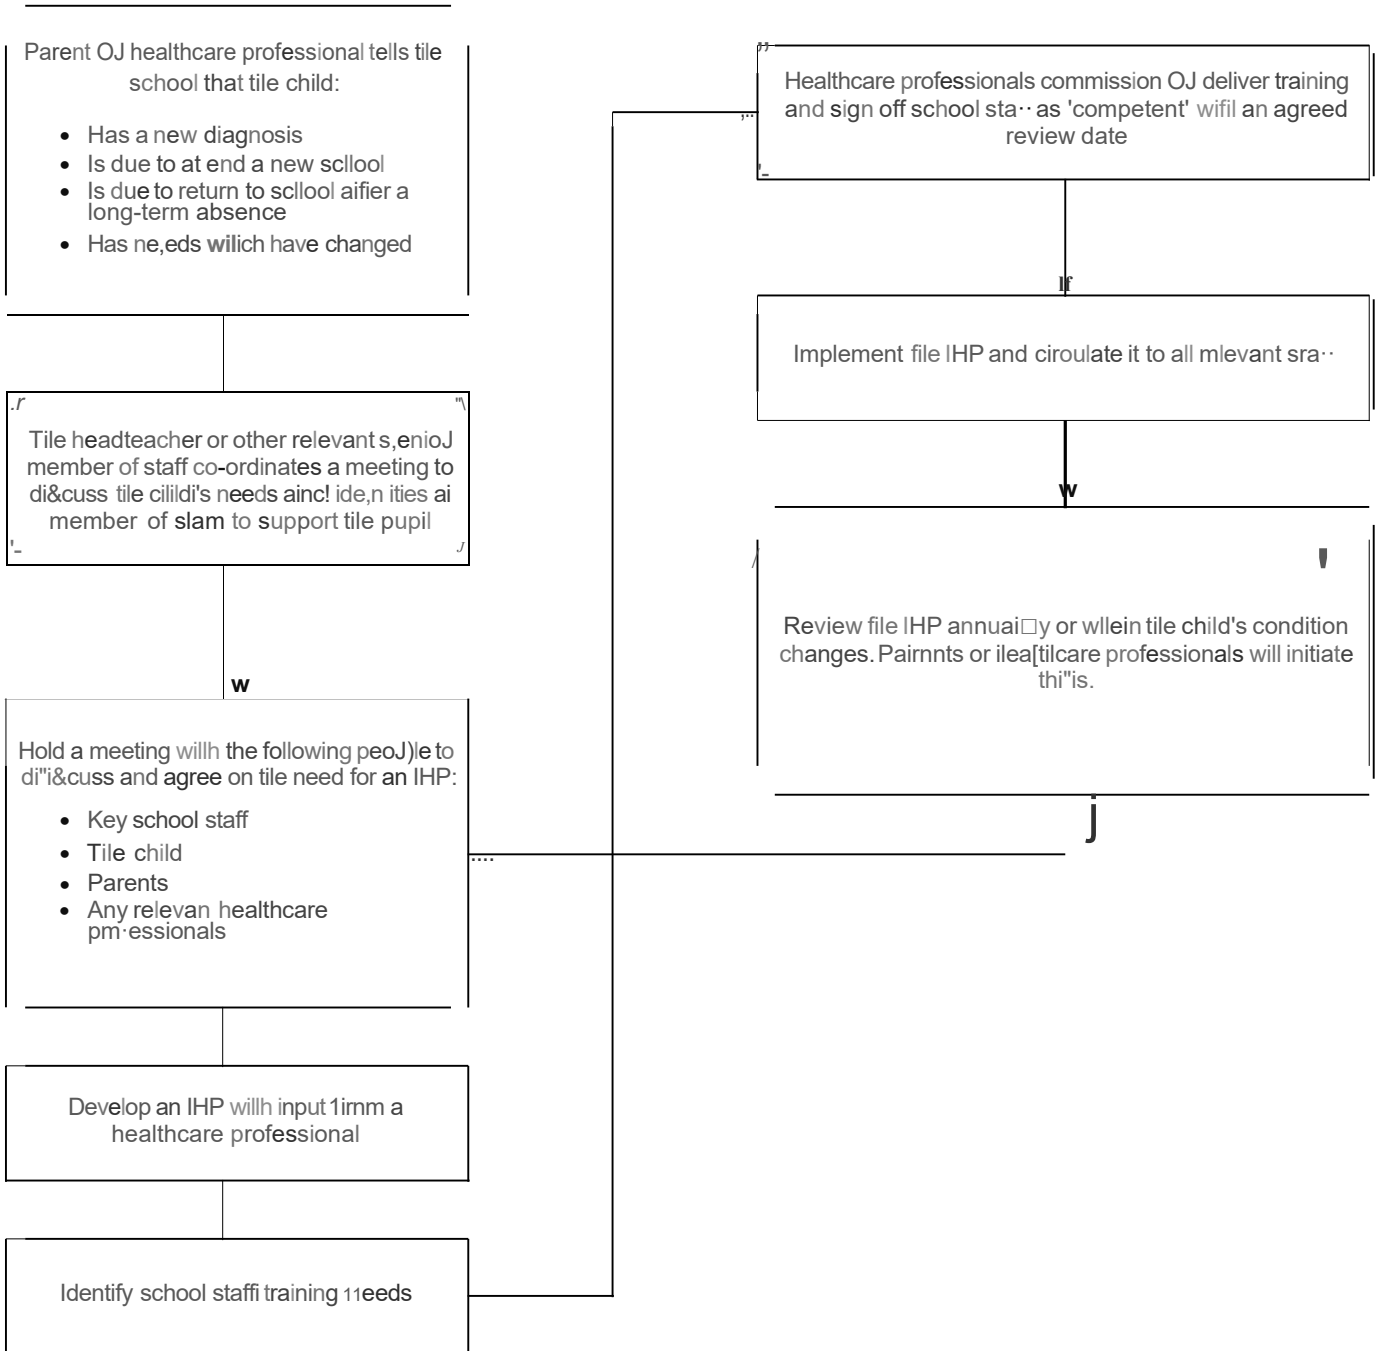 Parent OJ healthcare professional tells tile
school that tile child:
• Has a new diagnosis
• Is due to at end a new scllool
• Is due to return to scllool aifier a
long-term absence
• Has ne,eds wilich have changed
Tile headteacher or other relevant s,enioJ
member of staff co-ordinates a meeting to
di&cuss tile cilildi's needs ainc! ide,n ities ai
member of slam to support tile pupil
w
Hold a meeting willh the following peoJ)le to
di"i&cuss and agree on tile need for an IHP:
• Key school staff
• Tile child
• Parents
• Any relevan healthcare
pm·essionals
Develop an IHP willh input 1irnm a
healthcare professional
Identify school staffi training 11eeds
Healthcare professionals commission OJ deliver training
and sign off school sta·· as 'competent' wifil an agreed
review date
If
Implement file IHP and ciroulate it to all mlevant sra··
w
Review file IHP annuai□y or wllein tile child's condition
changes. Pairnnts or ilea[tilcare professionals will initiate
thi"is.
j